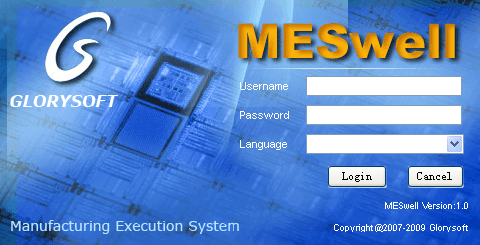 MESwell
GLORYSOFT
Username
Password
Language
Login Cancel
MESwell Version:1.0
Manufacturing Execution System
Copyright@2007-2009 Glorysoft